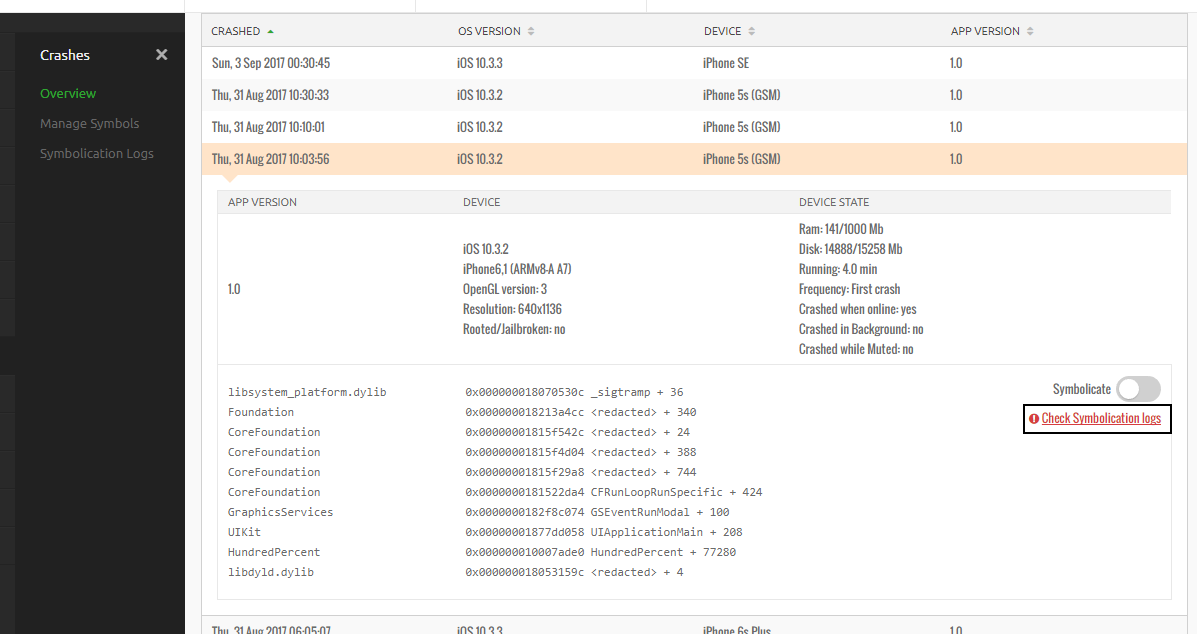 Crashes
Overview
Manage Symbols
Symbolication Logs
CRASHED OS VERSION DEVICE APP VERSION
Sun, 3 Sep 2017 00:30:45 iOS 10.3.3 iPhone SE 1.0
Thu, 31 Aug 2017 10:30:33 iOS 10.3.2 iPhone 5s (GSM) 1.0
Thu, 31 Aug 2017 10:10:01 iOS 10.3.2 iPhone 5s (GSM) 1.0
Thu, 31 Aug 2017 10:03:56 iOS 10.3.2 iPhone 5s (GSM) 1.0
APP VERSION DEVICE DEVICE STATE
1.0
iOS 10.3.2
iPhone6,1 (ARMv8-A A7)
OpenGL version: 3
Resolution: 640x1136
Rooted/Jailbroken: no
Ram: 141/1000 Mb
Disk: 14888/15258 Mb
Running: 4.0 min
Frequency: First crash
Crashed when online: yes
Crashed in Background: no
Crashed while Muted: no
Symbolicate
Check Symbolication logs
libsystem_platform.dylib 0x000000018070530c _sigtramp + 36
Foundation 0x000000018213a4cc <redacted> + 340
CoreFoundation 0x00000001815f542c <redacted> + 24
CoreFoundation 0x00000001815f4d04 <redacted> + 388
CoreFoundation 0x00000001815f29a8 <redacted> + 744
CoreFoundation 0x0000000181522da4 CFRunLoopRunSpecific + 424
GraphicsServices 0x0000000182f8c074 GSEventRunModal + 100
UIKit 0x00000001877dd058 UIApplicationMain + 208
HundredPercent 0x000000010007ade0 HundredPercent + 77280
libdyld.dylib 0x000000018053159c <redacted> + 4
Thu, 31 Aug 2017 06:05:07 iOS 10.3.3 iPhone 6s Plus 1.0